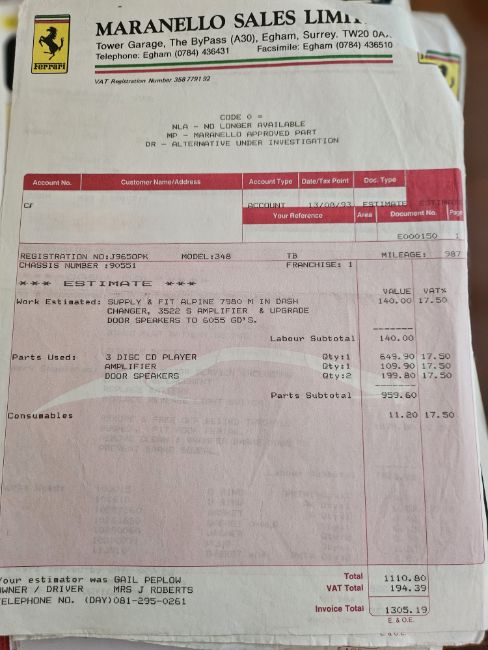 MARANELLO SALES LIMIT
Tower Garage, The ByPass (A30), Egham, Surrey. TW20 0A
Telephone: Egham (0784) 436431 Facsimile: Egham (0784) 436510
Ferrari
VAT Registration Number 358 7791 92
CODE 0 =
NLA - NO LONGER AVAILABLE
MP - MARANELLO APPROVED PART
DR - ALTERNATIVE UNDER INVESTIGATION
Account No. Customer Name/Address Account Type Date/Tax Point Doc. Type
CF ACCOUNT 13/08/93 ESTIMATE
Your Reference Area Document No. Page
E000150 1
REGISTRATION NO:J965OPK MODEL:348 TB MILEAGE: 987
CHASSIS NUMBER :90551 FRANCHISE: 1
*** ESTIMATE *** VALUE VAT%
Work Estimated: SUPPLY & FIT ALPINE 7980 M IN DASH 140.00 17.50
CHANGER, 3522 S AMPLIFIER & UPGRADE
DOOR SPEAKERS TO 6055 GD'S.
Labour Subtotal 140.00
Parts Used: 3 DISC CD PLAYER Qty:1 649.90 17.50
AMPLIFIER Qty:1 109.90 17.50
DOOR SPEAKERS Qty:2 199.80 17.50
Parts Subtotal 959.60
Consumables 11.20 17.50
Your estimator was GAIL PEPLOW Total 1110.80
OWNER / DRIVER MRS J ROBERTS VAT Total 194.39
TELEPHONE NO. (DAY)081-295-0261
Invoice Total 1305.19
E. & O.E.